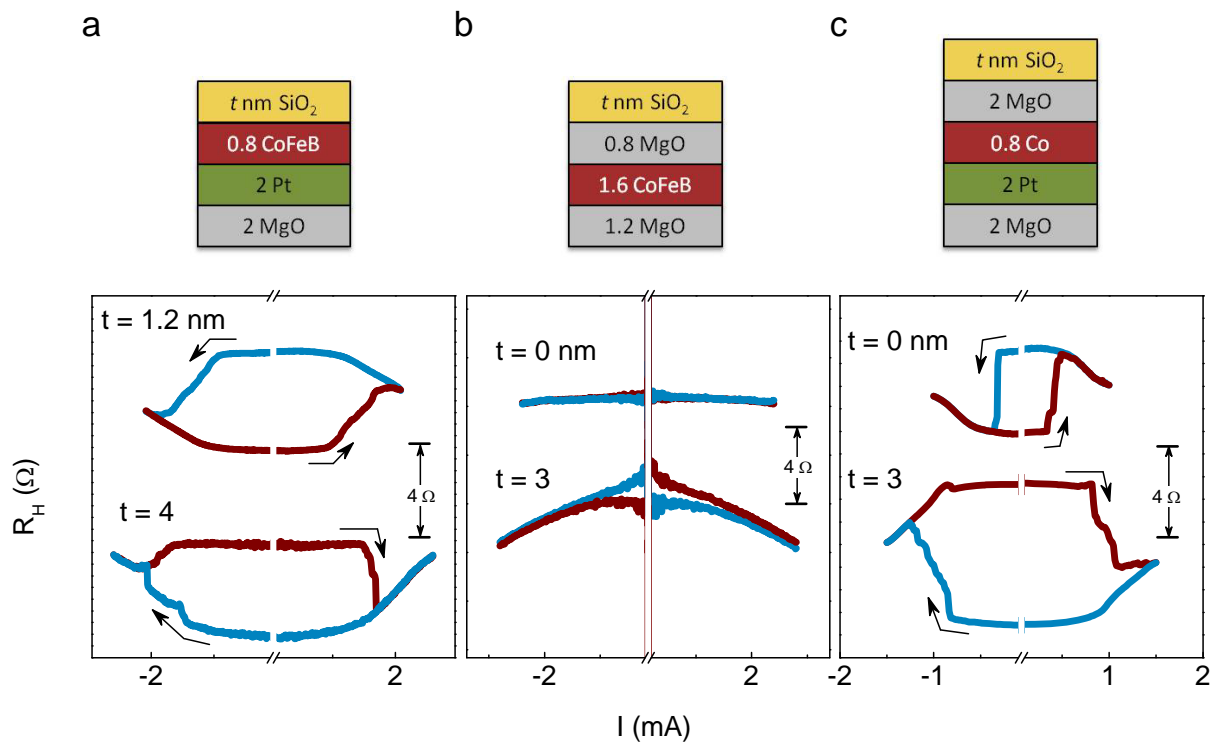 a
b
c
t nm SiO₂
0.8 CoFeB
2 Pt
2 MgO
t nm SiO₂
0.8 MgO
1.6 CoFeB
1.2 MgO
t nm SiO₂
2 MgO
0.8 Co
2 Pt
2 MgO
t = 1.2 nm
4 Ω
t = 4
t = 0 nm
4 Ω
t = 3
t = 0 nm
4 Ω
t = 3
R_H (Ω)
-2 2
-2 2
-2 -1 1 2
I (mA)